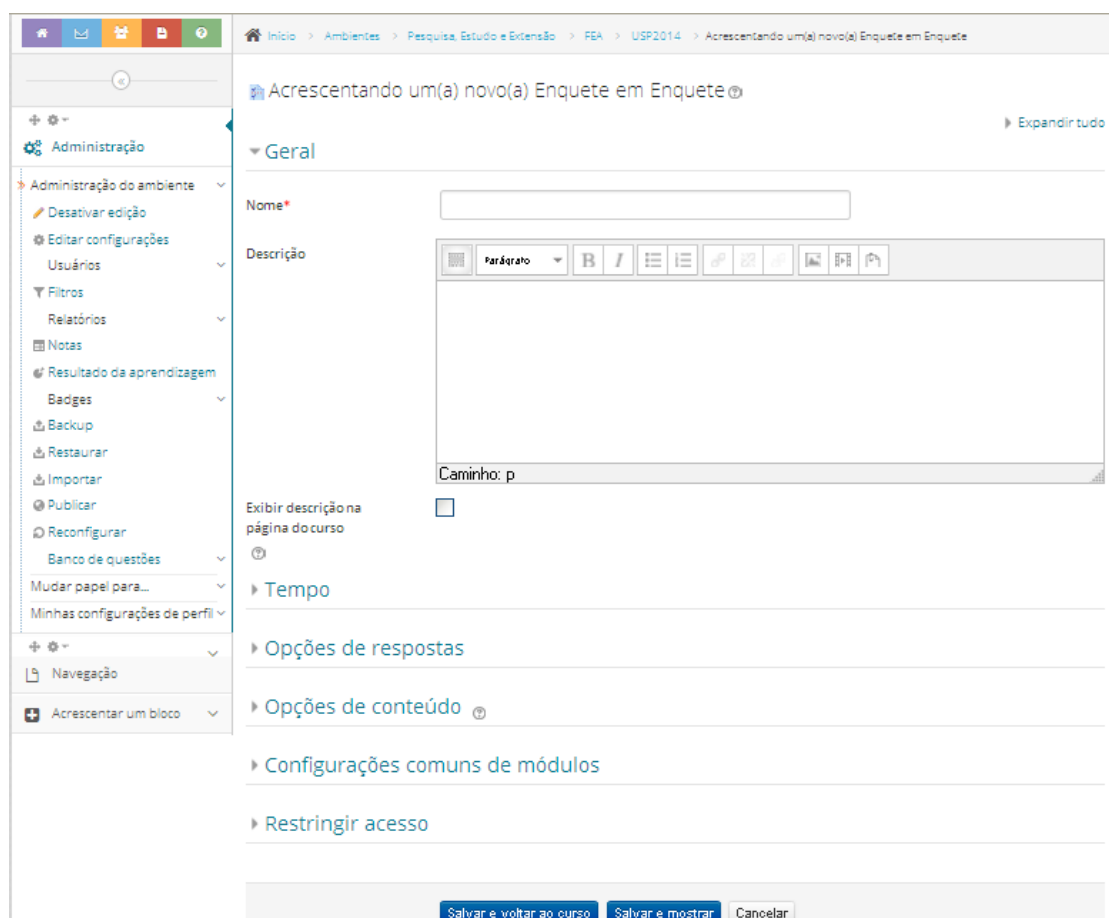 Início > Ambientes > Pesquisa, Estudo e Extensão > FEA > USP2014 > Acrescentando um(a) novo(a) Enquete em Enquete
Administração
Administração do ambiente
Desativar edição
Editar configurações
Usuários
Filtros
Relatórios
Notas
Resultado da aprendizagem
Badges
Backup
Restaurar
Importar
Publicar
Reconfigurar
Banco de questões
Mudar papel para...
Minhas configurações de perfil
Navegação
Acrescentar um bloco
Acrescentando um(a) novo(a) Enquete em Enquete
Expandir tudo
Geral
Nome*
Descrição
Parágrafo
B I
Caminho: p
Exibir descrição na
página do curso
Tempo
Opções de respostas
Opções de conteúdo
Configurações comuns de módulos
Restringir acesso
Salvar e voltar ao curso Salvar e mostrar Cancelar